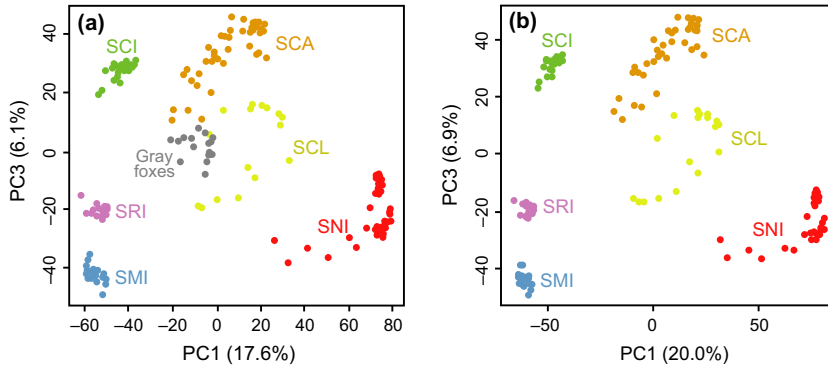 (a)
SCI
SCA
SCL
Gray
foxes
SRI
SNI
SMI
40
20
0
−20
−40
PC3 (6.1%)
−60 −40 −20 0 20 40 60 80
PC1 (17.6%)
(b)
SCI
SCA
SCL
SRI
SNI
SMI
40
20
0
−20
−40
PC3 (6.9%)
−50 0 50
PC1 (20.0%)